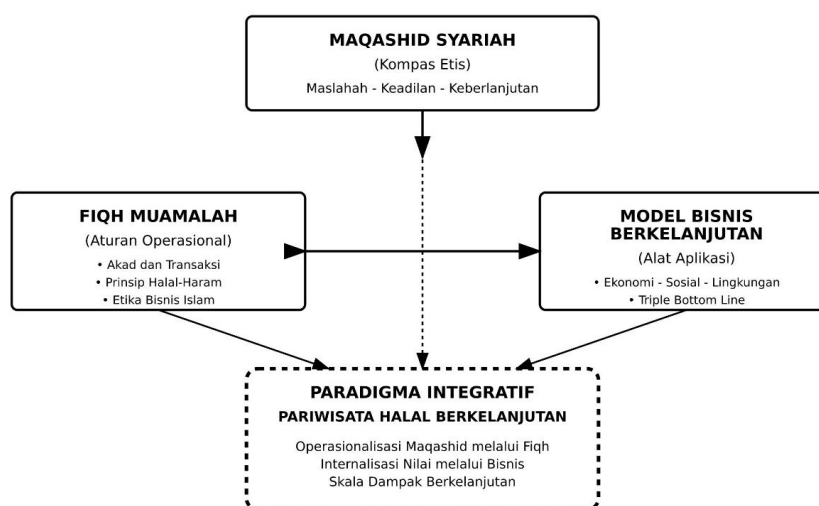 MAQASHID SYARIAH
(Kompas Etis)
Maslahah - Keadilan - Keberlanjutan
FIQH MUAMALAH
(Aturan Operasional)
• Akad dan Transaksi
• Prinsip Halal-Haram
• Etika Bisnis Islam
MODEL BISNIS
BERKELANJUTAN
(Alat Aplikasi)
• Ekonomi - Sosial - Lingkungan
• Triple Bottom Line
PARADIGMA INTEGRATIF
PARIWISATA HALAL BERKELANJUTAN
Operasionalisasi Maqashid melalui Fiqh
Internalisasi Nilai melalui Bisnis
Skala Dampak Berkelanjutan